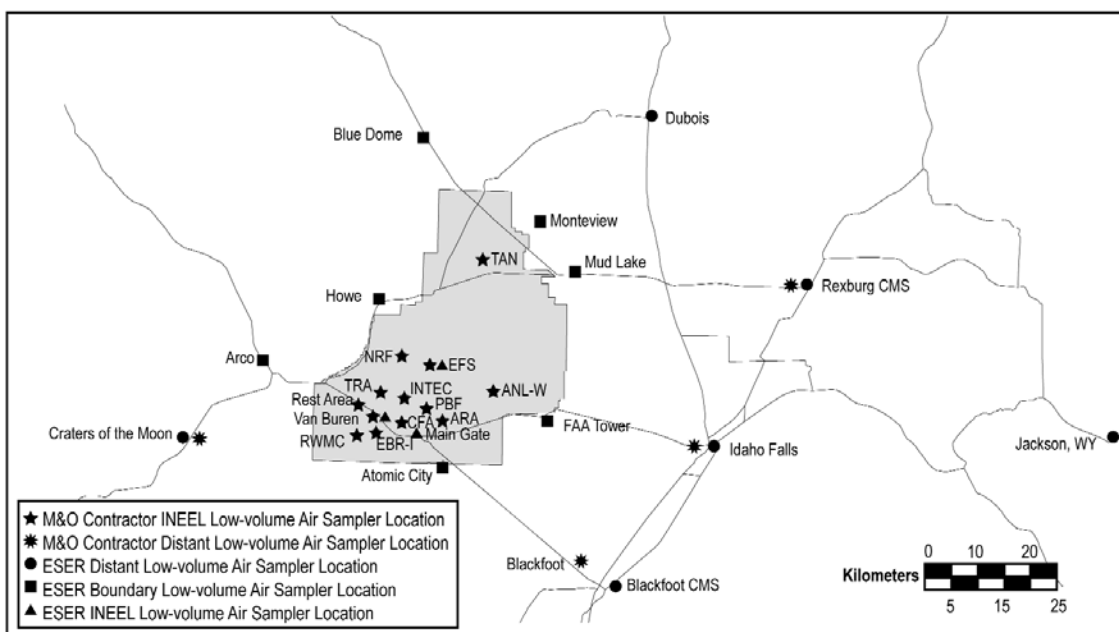 Dubois
Blue Dome
Monteview
TAN
Mud Lake
Rexburg CMS
Howe
NRF
EFS
Arco
TRA
INTEC
ANL-W
Rest Area
PBF
Van Buren
CFA
ARA
FAA Tower
Craters of the Moon
RWMC
EBR-I
Main Gate
Idaho Falls
Jackson, WY
Atomic City
M&O Contractor INEEL Low-volume Air Sampler Location
M&O Contractor Distant Low-volume Air Sampler Location
ESER Distant Low-volume Air Sampler Location
ESER Boundary Low-volume Air Sampler Location
ESER INEEL Low-volume Air Sampler Location
Blackfoot
Blackfoot CMS
0 10 20
Kilometers
5 15 25